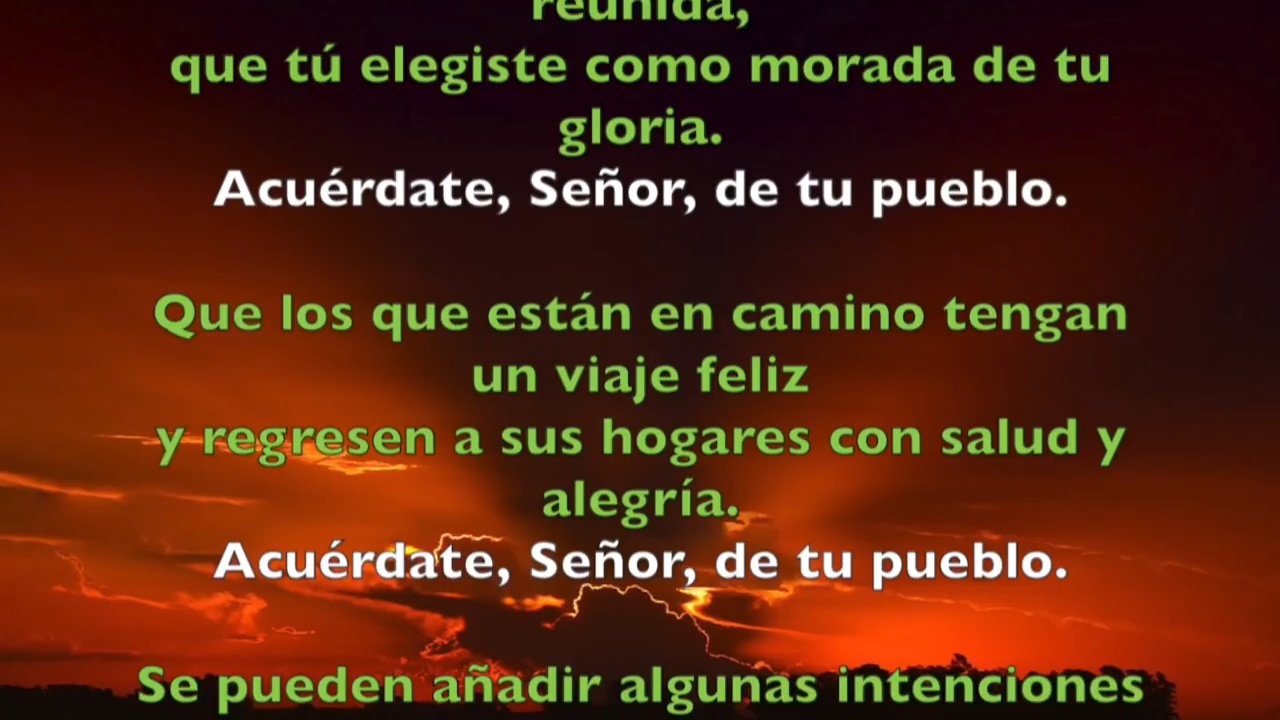 reunida,
que tú elegiste como morada de tu
gloria.
Acuérdate, Señor, de tu pueblo.
Que los que están en camino tengan
un viaje feliz
y regresen a sus hogares con salud y
alegría.
Acuérdate, Señor, de tu pueblo.
Se pueden añadir algunas intenciones